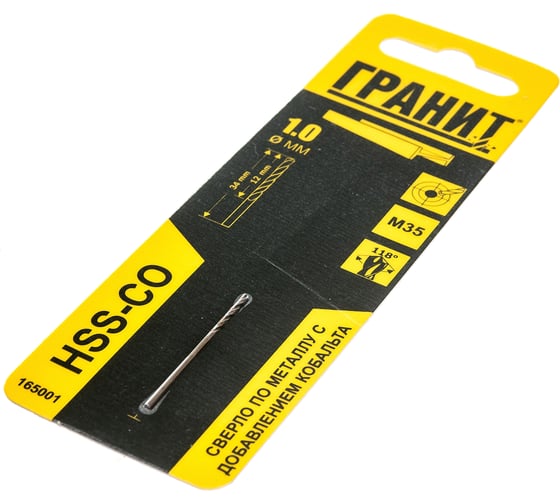 ГРАНИТ
1.0
Ø ММ
34 mm
12 mm
M35
118°
HSS-CO
165001
СВЕРЛО ПО МЕТАЛЛУ С
ДОБАВЛЕНИЕМ КОБАЛЬТА